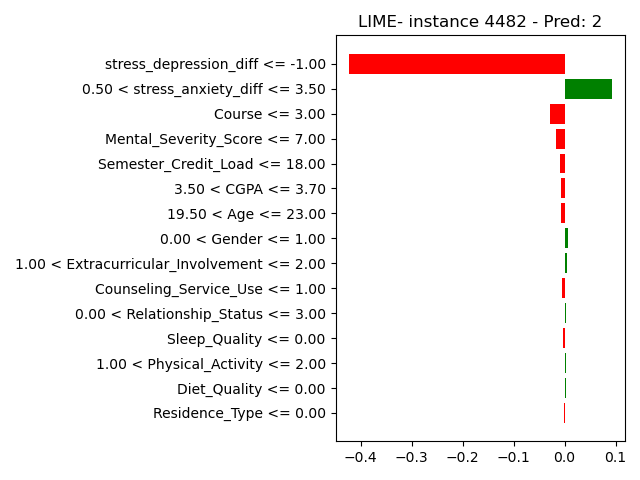 LIME- instance 4482 - Pred: 2
stress_depression_diff <= -1.00
0.50 < stress_anxiety_diff <= 3.50
Course <= 3.00
Mental_Severity_Score <= 7.00
Semester_Credit_Load <= 18.00
3.50 < CGPA <= 3.70
19.50 < Age <= 23.00
0.00 < Gender <= 1.00
1.00 < Extracurricular_Involvement <= 2.00
Counseling_Service_Use <= 1.00
0.00 < Relationship_Status <= 3.00
Sleep_Quality <= 0.00
1.00 < Physical_Activity <= 2.00
Diet_Quality <= 0.00
Residence_Type <= 0.00
−0.4 −0.3 −0.2 −0.1 0.0 0.1